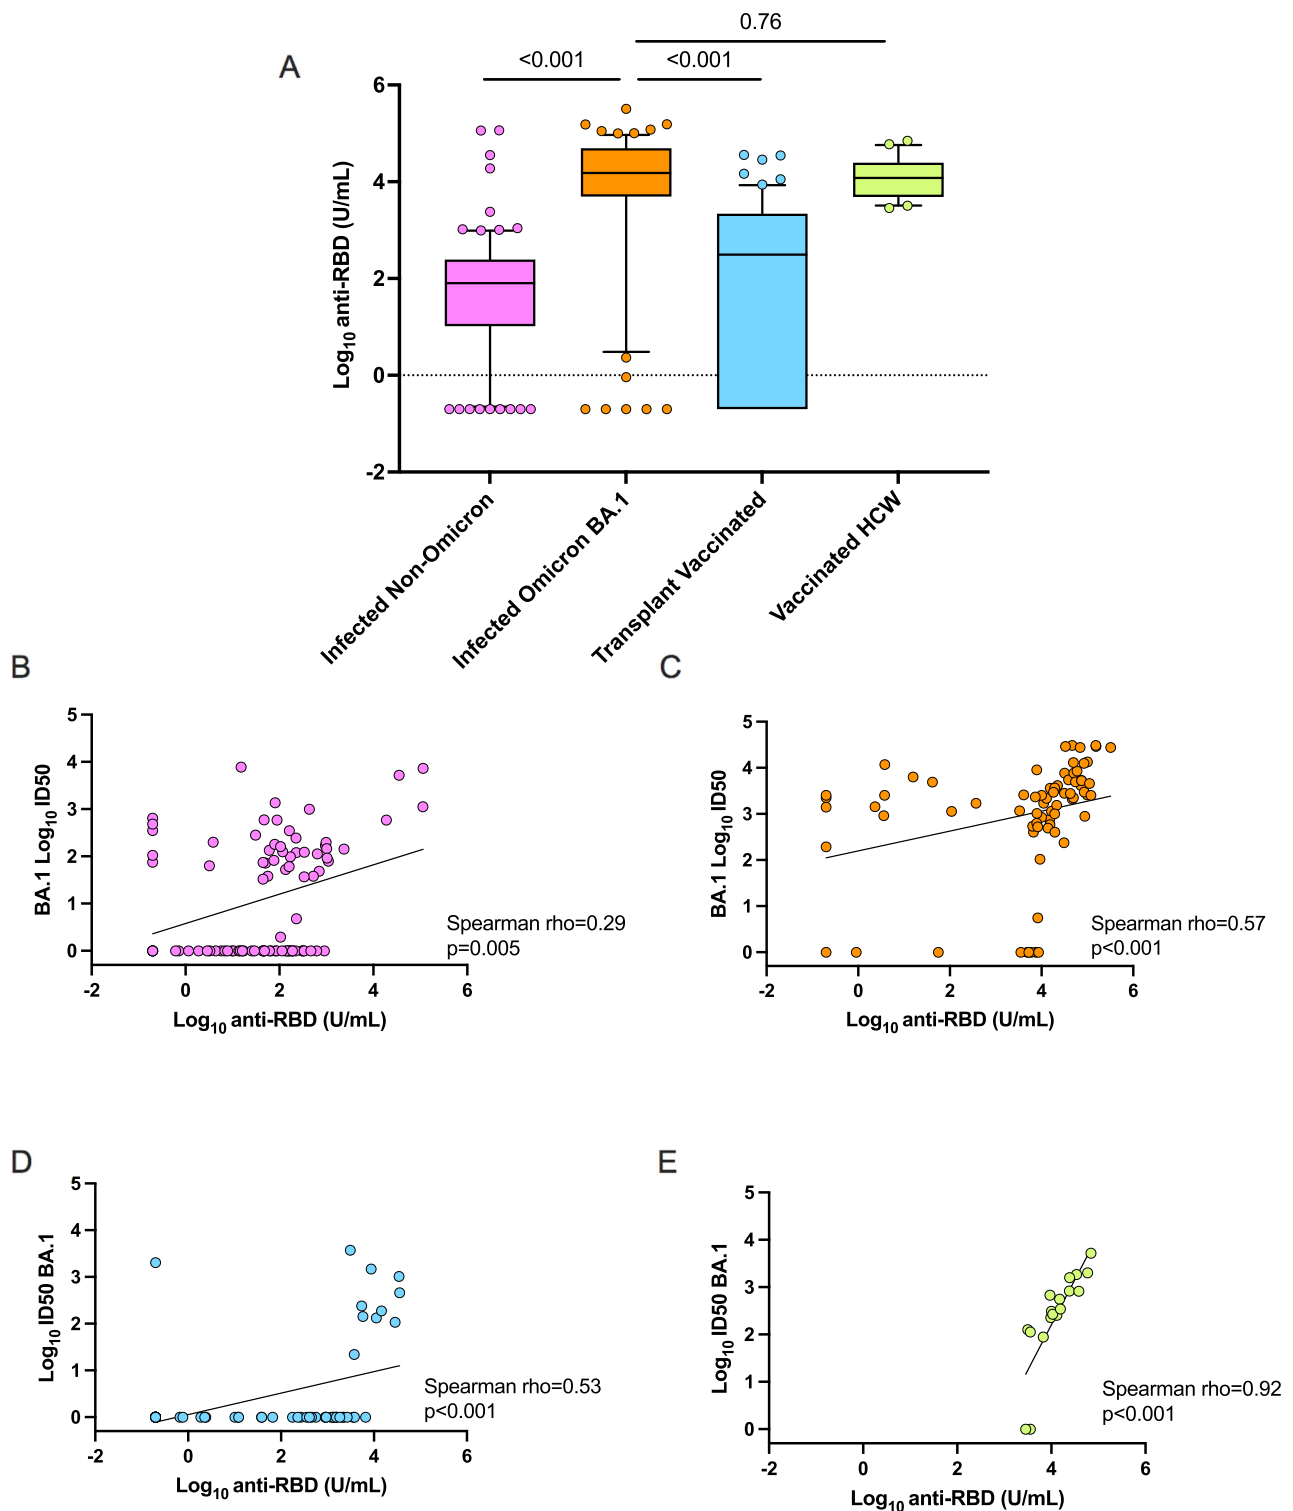 A
0.76
<0.001
<0.001
Log10 anti-RBD (U/mL)
6
4
2
0
-2
Infected Non-Omicron
Infected Omicron BA.1
Transplant Vaccinated
Vaccinated HCW
B
BA.1 Log10 ID50
5
4
3
2
1
0
-2
0
2
4
6
Spearman rho=0.29
p=0.005
Log10 anti-RBD (U/mL)
C
BA.1 Log10 ID50
5
4
3
2
1
0
-2
0
2
4
6
Spearman rho=0.57
p<0.001
Log10 anti-RBD (U/mL)
D
Log10 ID50 BA.1
5
4
3
2
1
0
-2
0
2
4
6
Spearman rho=0.53
p<0.001
Log10 anti-RBD (U/mL)
E
Log10 ID50 BA.1
5
4
3
2
1
0
-2
0
2
4
6
Spearman rho=0.92
p<0.001
Log10 anti-RBD (U/mL)